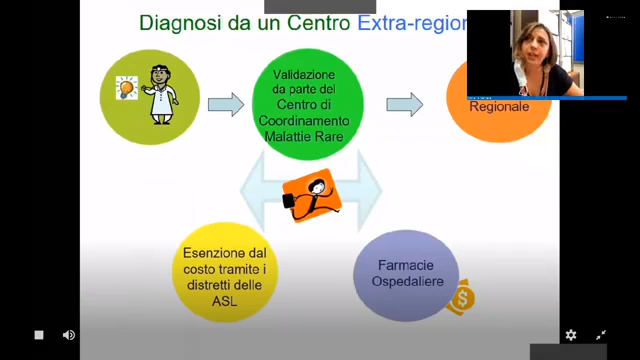 Diagnosi da un Centro Extra-region
Validazione
da parte del
Centro di
Coordinamento
Malattie Rare
Regionale
Esenzione dal
costo tramite i
distretti delle
ASL
Farmacie
Ospedaliere
$